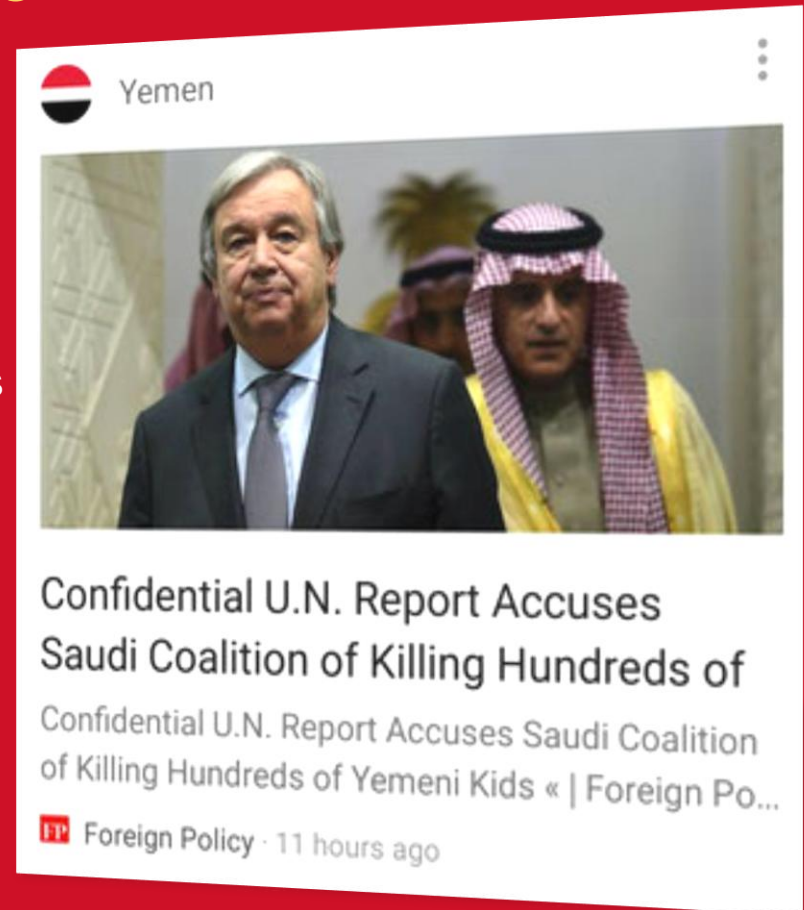 Yemen
Confidential U.N. Report Accuses
Saudi Coalition of Killing Hundreds of
Confidential U.N. Report Accuses Saudi Coalition
of Killing Hundreds of Yemeni Kids « | Foreign Po...
FP Foreign Policy · 11 hours ago